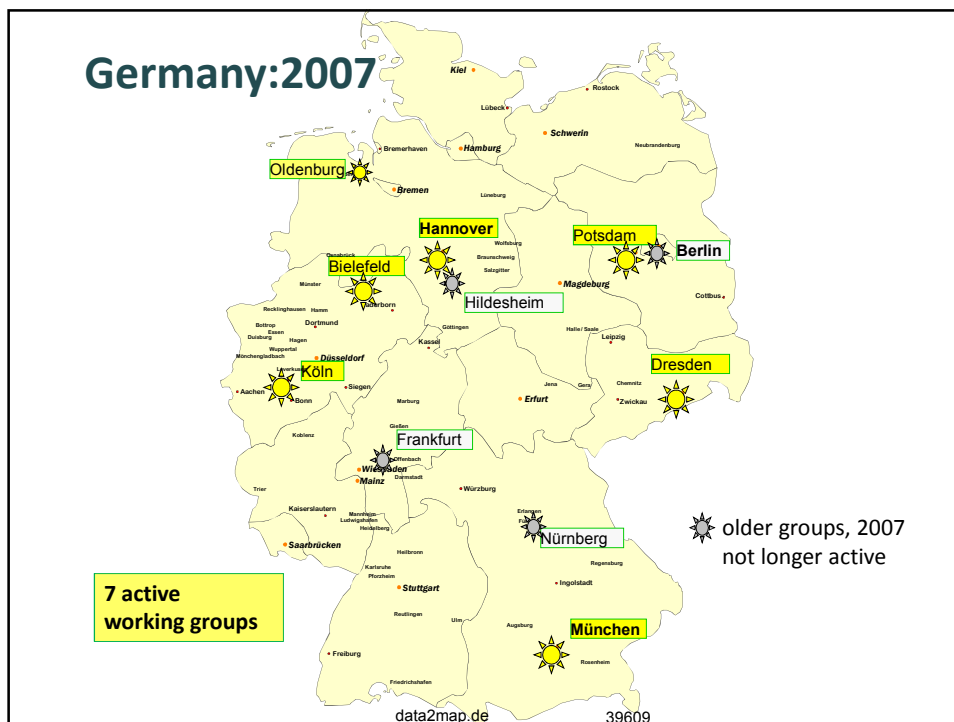 Germany:2007
Kiel
Rostock
Lübeck
Schwerin
Neubrandenburg
Bremerhaven
Hamburg
Oldenburg
Bremen
Lüneburg
Hannover
Wolfsburg
Potsdam
Berlin
Osnabrück
Braunschweig
Bielefeld
Salzgitter
Münster
Hildesheim
Magdeburg
Cottbus
Recklinghausen
Hamm
Bottrop
Dortmund
Essen
Duisburg
Hagen
Göttingen
Halle / Saale
Leipzig
Wuppertal
Kassel
Mönchengladbach
Düsseldorf
Köln
Dresden
Aachen
Siegen
Bonn
Jena
Gera
Chemnitz
Erfurt
Zwickau
Marburg
Gießen
Koblenz
Frankfurt
Offenbach
Wiesbaden
Darmstadt
Mainz
Trier
Würzburg
Kaiserslautern
Mannheim
Ludwigshafen
Heidelberg
Erlangen
Nürnberg
older groups, 2007
not longer active
Saarbrücken
Heilbronn
Regensburg
Karlsruhe
Pforzheim
Ingolstadt
Stuttgart
7 active
working groups
Reutlingen
Ulm
Augsburg
München
Freiburg
Rosenheim
Friedrichshafen
data2map.de
39609